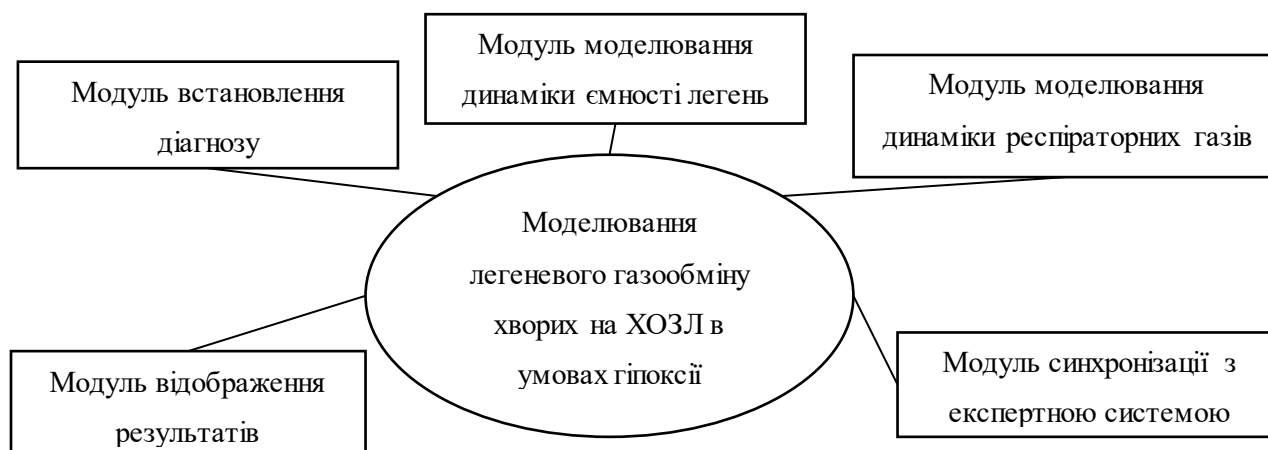 Модуль встановлення
діагнозу
Модуль моделювання
динаміки ємності легень
Модуль моделювання
динаміки респіраторних газів
Моделювання
легеневого газообміну
хворих на ХОЗЛ в
умовах гіпоксії
Модуль відображення
результатів
Модуль синхронізації з
експертною системою